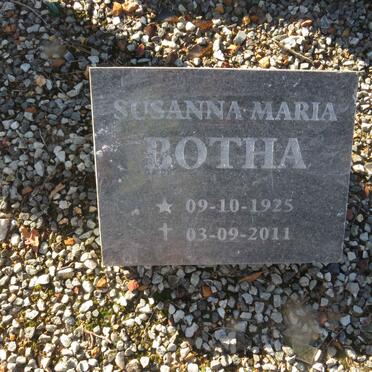 SUSANNA MARIA
BOTHA
★ 09-10-1925
✝ 03-09-2011